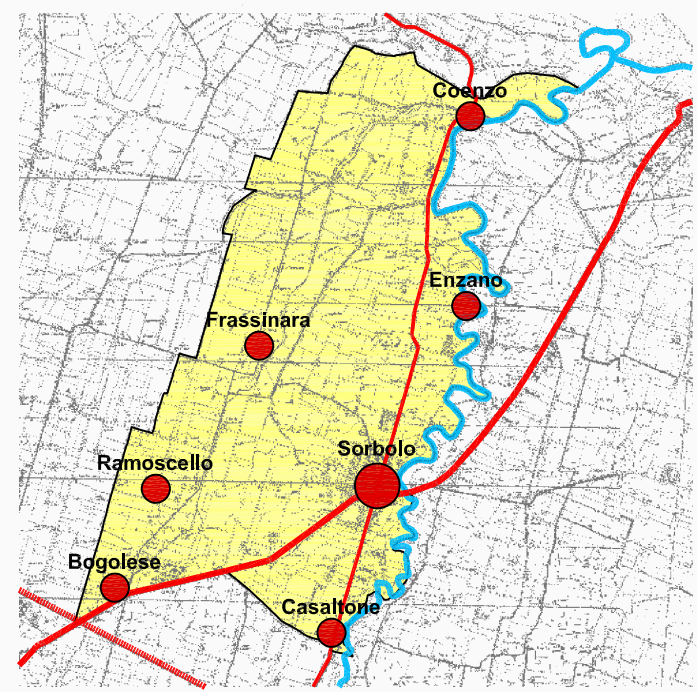 Coenzo
Enzano
Frassinara
Sorbolo
Ramoscello
Bogolese
Casaltone